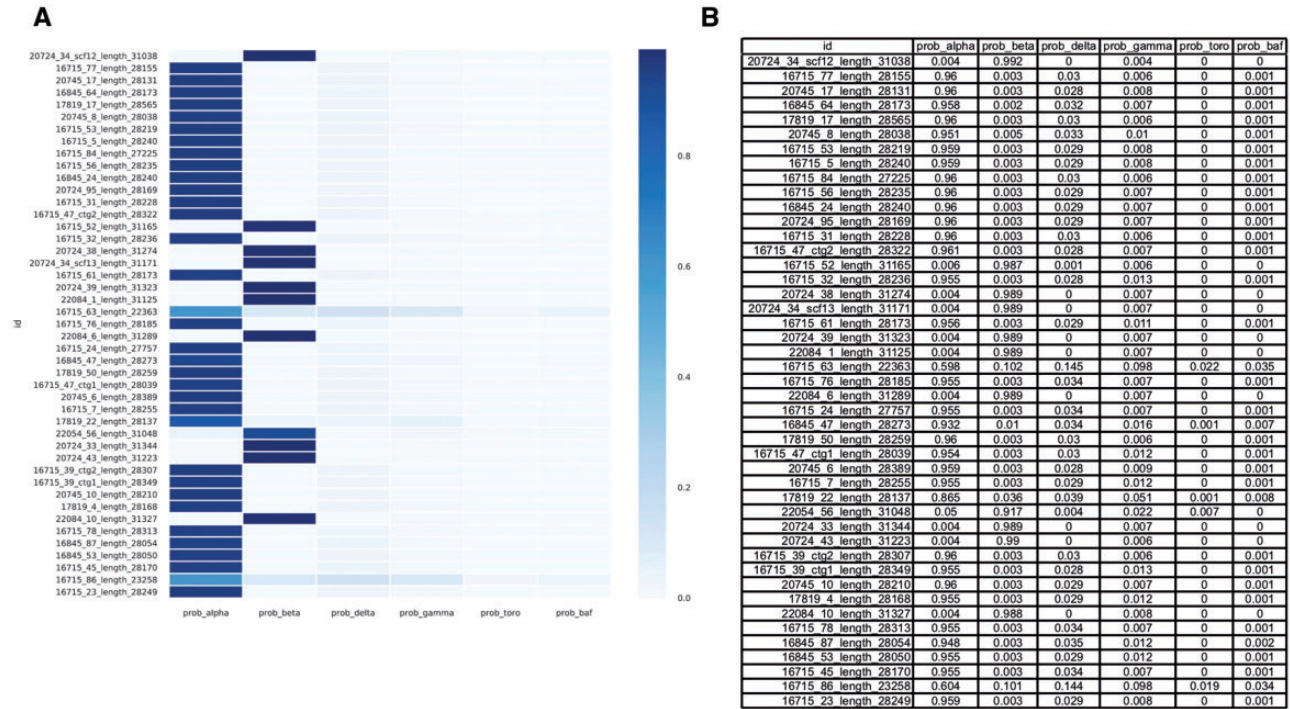 A
20724_34_scf12_length_31038
16715_77_length_28155
20745_17_length_28131
16845_64_length_28173
17819_17_length_28565
20745_8_length_28038
16715_53_length_28219
16715_5_length_28240
16715_84_length_27225
16715_56_length_28235
16845_24_length_28240
20724_95_length_28169
16715_31_length_28228
16715_47_ctg2_length_28322
16715_52_length_31165
16715_32_length_28236
20724_38_length_31274
20724_34_scf13_length_31171
16715_61_length_28173
20724_39_length_31323
22084_1_length_31125
16715_63_length_22363
16715_76_length_28185
22084_6_length_31289
16715_24_length_27757
16845_47_length_28273
17819_50_length_28259
16715_47_ctg1_length_28039
20745_6_length_28389
16715_7_length_28255
17819_22_length_28137
22054_56_length_31048
20724_33_length_31344
20724_43_length_31223
16715_39_ctg2_length_28307
16715_39_ctg1_length_28349
20745_10_length_28210
17819_4_length_28168
22084_10_length_31327
16715_78_length_28313
16845_87_length_28054
16845_53_length_28050
16715_45_length_28170
16715_86_length_23258
16715_23_length_28249
id
prob_alpha prob_beta prob_delta prob_gamma prob_toro prob_baf
0.8
0.6
0.4
0.2
0.0
B
id prob_alpha prob_beta prob_delta prob_gamma prob_toro prob_baf
20724_34_scf12_length_31038 0.004 0.992 0 0.004 0 0
16715_77_length_28155 0.96 0.003 0.03 0.006 0 0.001
20745_17_length_28131 0.96 0.003 0.028 0.008 0 0.001
16845_64_length_28173 0.958 0.002 0.032 0.007 0 0.001
17819_17_length_28565 0.96 0.003 0.03 0.006 0 0.001
20745_8_length_28038 0.951 0.005 0.033 0.01 0 0.001
16715_53_length_28219 0.959 0.003 0.029 0.008 0 0.001
16715_5_length_28240 0.959 0.003 0.029 0.008 0 0.001
16715_84_length_27225 0.96 0.003 0.03 0.006 0 0.001
16715_56_length_28235 0.96 0.003 0.029 0.007 0 0.001
16845_24_length_28240 0.96 0.003 0.029 0.007 0 0.001
20724_95_length_28169 0.96 0.003 0.029 0.007 0 0.001
16715_31_length_28228 0.96 0.003 0.03 0.006 0 0.001
16715_47_ctg2_length_28322 0.961 0.003 0.028 0.007 0 0.001
16715_52_length_31165 0.006 0.987 0.001 0.006 0 0
16715_32_length_28236 0.955 0.003 0.028 0.013 0 0.001
20724_38_length_31274 0.004 0.989 0 0.007 0 0
20724_34_scf13_length_31171 0.004 0.989 0 0.007 0 0
16715_61_length_28173 0.956 0.003 0.029 0.011 0 0.001
20724_39_length_31323 0.004 0.989 0 0.007 0 0
22084_1_length_31125 0.004 0.989 0 0.007 0 0
16715_63_length_22363 0.598 0.102 0.145 0.098 0.022 0.035
16715_76_length_28185 0.955 0.003 0.034 0.007 0 0.001
22084_6_length_31289 0.004 0.989 0 0.007 0 0
16715_24_length_27757 0.955 0.003 0.034 0.007 0 0.001
16845_47_length_28273 0.932 0.01 0.034 0.016 0.001 0.007
17819_50_length_28259 0.96 0.003 0.03 0.006 0 0.001
16715_47_ctg1_length_28039 0.954 0.003 0.03 0.012 0 0.001
20745_6_length_28389 0.959 0.003 0.028 0.009 0 0.001
16715_7_length_28255 0.955 0.003 0.029 0.012 0 0.001
17819_22_length_28137 0.865 0.036 0.039 0.051 0.001 0.008
22054_56_length_31048 0.05 0.917 0.004 0.022 0.007 0
20724_33_length_31344 0.004 0.989 0 0.007 0 0
20724_43_length_31223 0.004 0.99 0 0.006 0 0
16715_39_ctg2_length_28307 0.96 0.003 0.03 0.006 0 0.001
16715_39_ctg1_length_28349 0.955 0.003 0.028 0.013 0 0.001
20745_10_length_28210 0.96 0.003 0.029 0.007 0 0.001
17819_4_length_28168 0.955 0.003 0.029 0.012 0 0.001
22084_10_length_31327 0.004 0.988 0 0.008 0 0
16715_78_length_28313 0.955 0.003 0.034 0.007 0 0.001
16845_87_length_28054 0.948 0.003 0.035 0.012 0 0.002
16845_53_length_28050 0.955 0.003 0.029 0.012 0 0.001
16715_45_length_28170 0.955 0.003 0.034 0.007 0 0.001
16715_86_length_23258 0.604 0.101 0.144 0.098 0.019 0.034
16715_23_length_28249 0.959 0.003 0.029 0.008 0 0.001